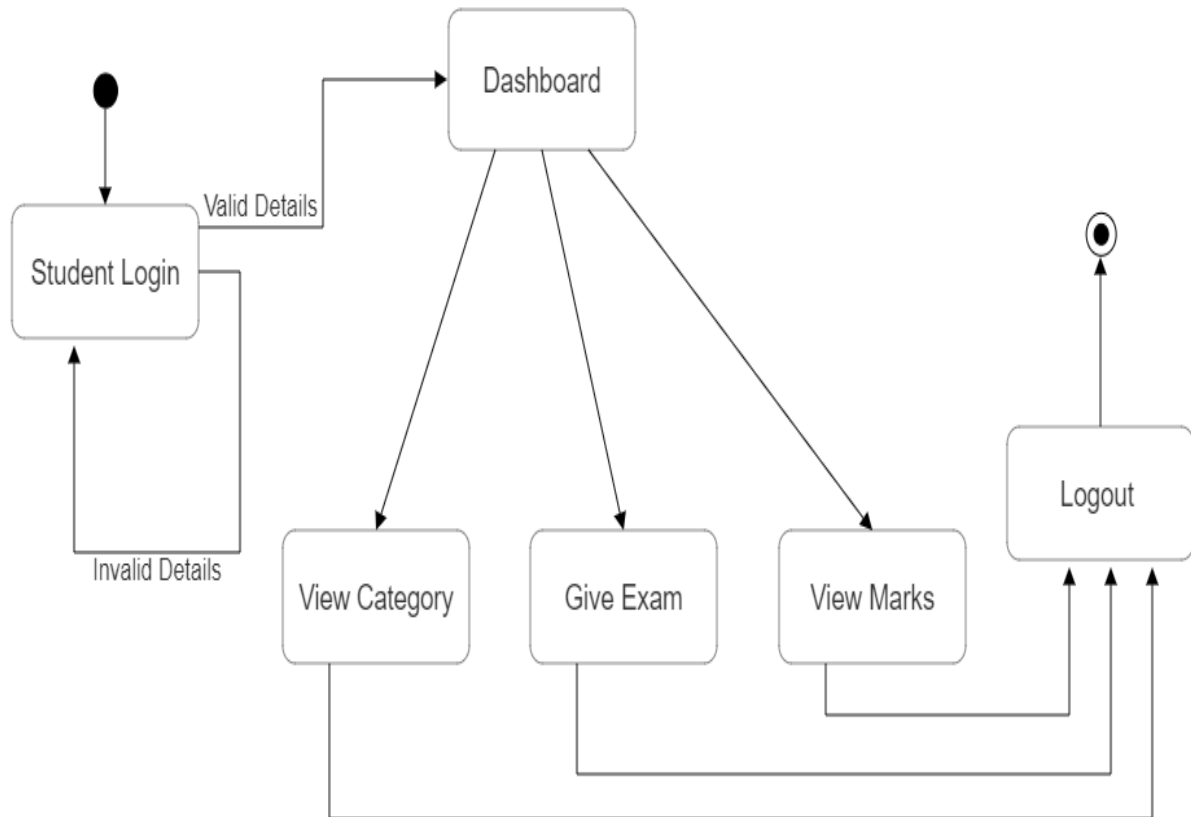 Dashboard
Valid Details
Student Login
Logout
Invalid Details
View Category
Give Exam
View Marks